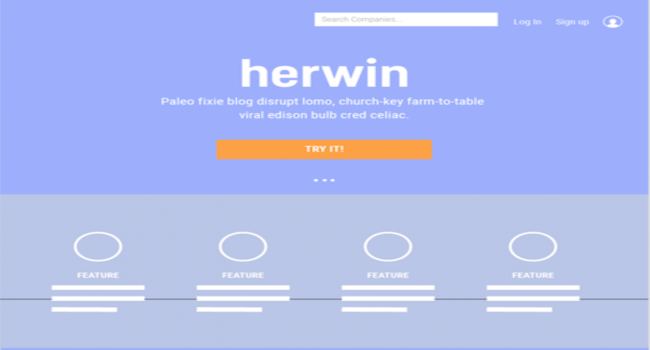 Search Companies...
Log In
Sign up
herwin
Paleo fixie blog disrupt lomo, church-key farm-to-table
viral edison bulb cred celiac.
TRY IT!
FEATURE
FEATURE
FEATURE
FEATURE